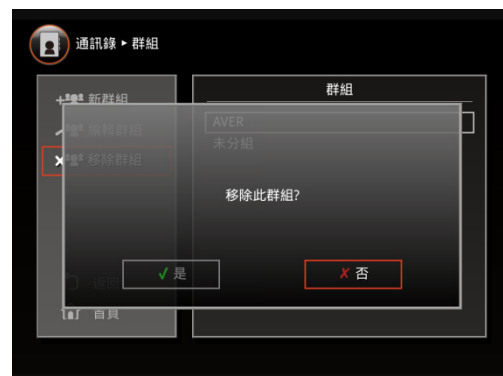 通訊錄 ▸ 群組
新群組
編輯群組
移除群組
群組
AVER
未分組
移除此群組?
✓ 是
✗ 否
首頁